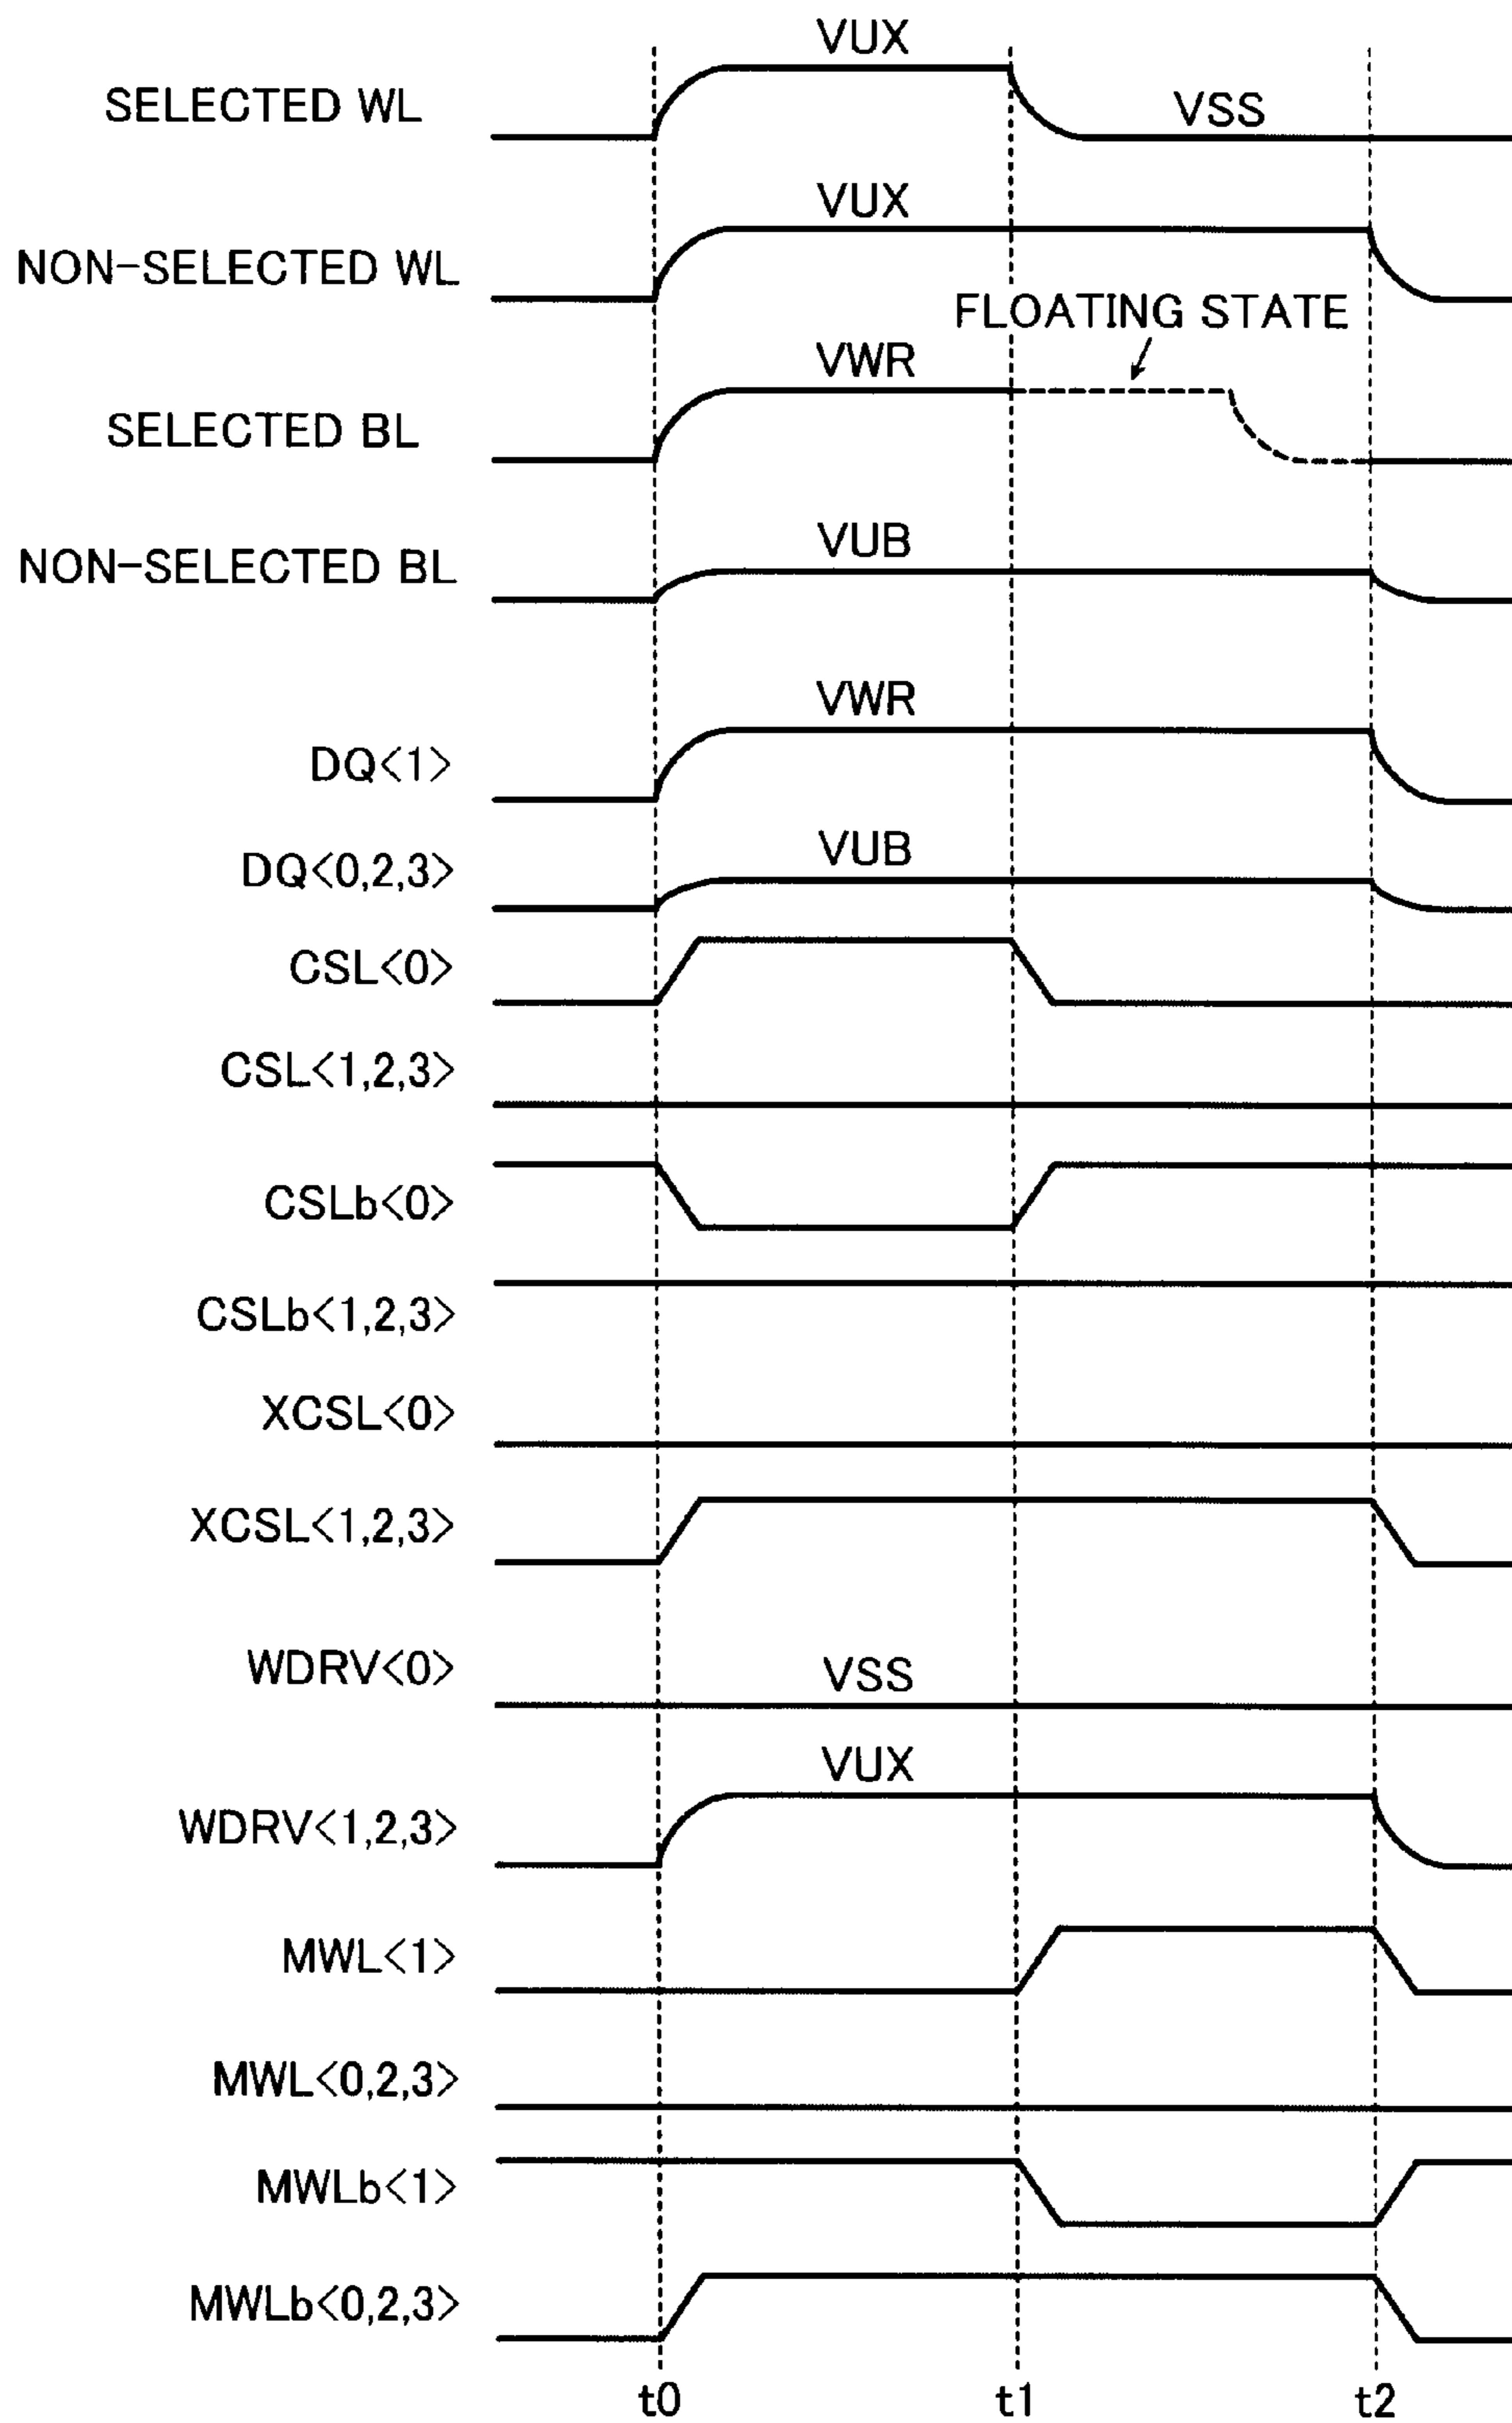 VUX
SELECTED WL
VSS
VUX
NON-SELECTED WL
FLOATING STATE
VWR
SELECTED BL
VUB
NON-SELECTED BL
VWR
DQ<1>
VUB
DQ<0,2,3>
CSL<0>
CSL<1,2,3>
CSLb<0>
CSLb<1,2,3>
XCSL<0>
XCSL<1,2,3>
WDRV<0>
VSS
VUX
WDRV<1,2,3>
MWL<1>
MWL<0,2,3>
MWLb<1>
MWLb<0,2,3>
t0 t1 t2